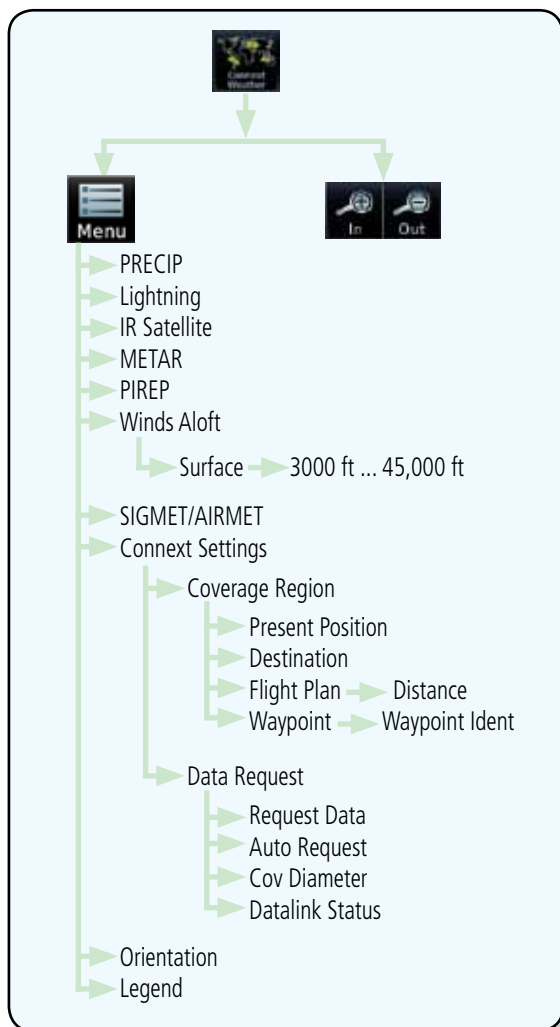 Connext
Weather
Menu
In Out
PRECIP
Lightning
IR Satellite
METAR
PIREP
Winds Aloft
Surface 3000 ft ... 45,000 ft
SIGMET/AIRMET
Connext Settings
Coverage Region
Present Position
Destination
Flight Plan Distance
Waypoint Waypoint Ident
Data Request
Request Data
Auto Request
Cov Diameter
Datalink Status
Orientation
Legend